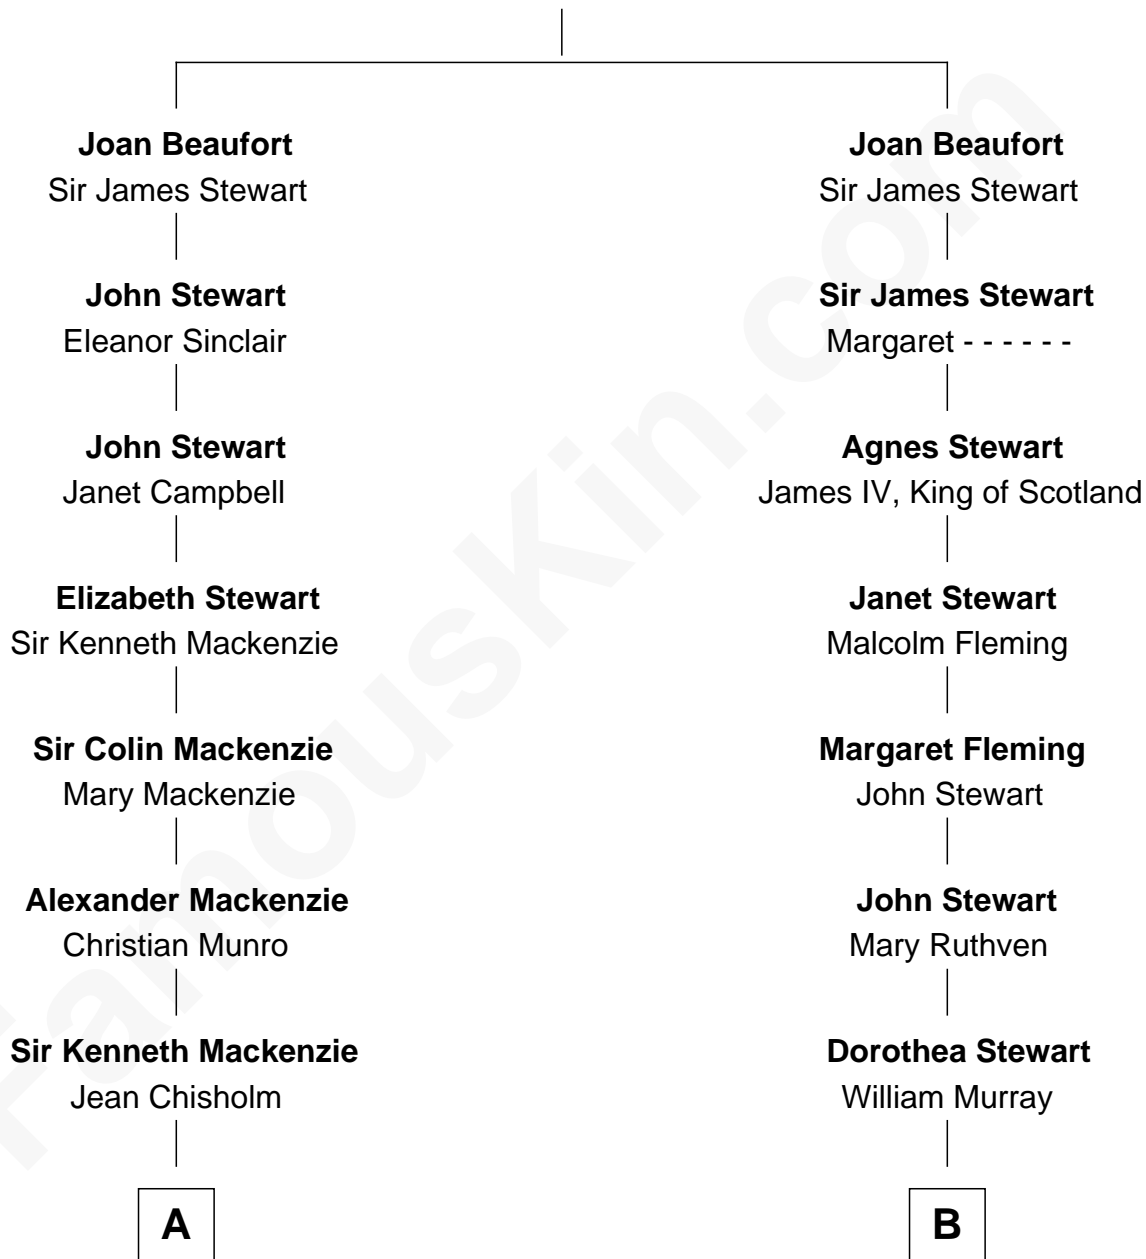 Joan Beaufort
Sir James Stewart
John Stewart
Eleanor Sinclair
John Stewart
Janet Campbell
Elizabeth Stewart
Sir Kenneth Mackenzie
Sir Colin Mackenzie
Mary Mackenzie
Alexander Mackenzie
Christian Munro
Sir Kenneth Mackenzie
Jean Chisholm
A
Joan Beaufort
Sir James Stewart
Sir James Stewart
Margaret - - - - - -
Agnes Stewart
James IV, King of Scotland
Janet Stewart
Malcolm Fleming
Margaret Fleming
John Stewart
John Stewart
Mary Ruthven
Dorothea Stewart
William Murray
B
FamousKin.com